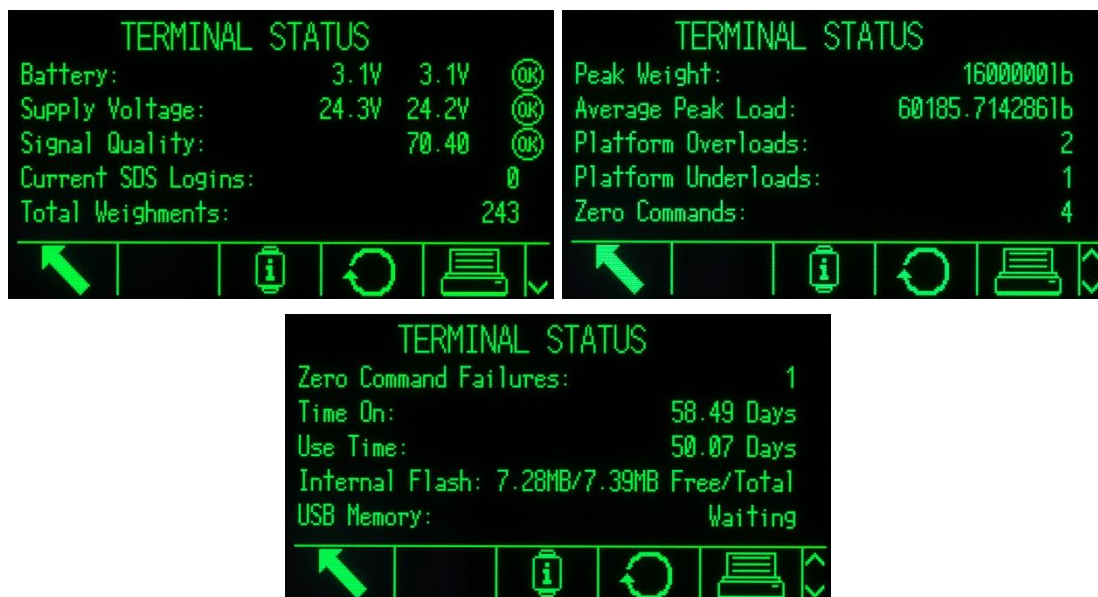 TERMINAL STATUS
Battery: 3.1V 3.1V OK
Supply Voltage: 24.3V 24.2V OK
Signal Quality: 70.40 OK
Current SDS Logins: 0
Total Weighments: 243
i
TERMINAL STATUS
Peak Weight: 1600000lb
Average Peak Load: 60185.714286lb
Platform Overloads: 2
Platform Underloads: 1
Zero Commands: 4
i
TERMINAL STATUS
Zero Command Failures: 1
Time On: 58.49 Days
Use Time: 50.07 Days
Internal Flash: 7.28MB/7.39MB Free/Total
USB Memory: Waiting
i